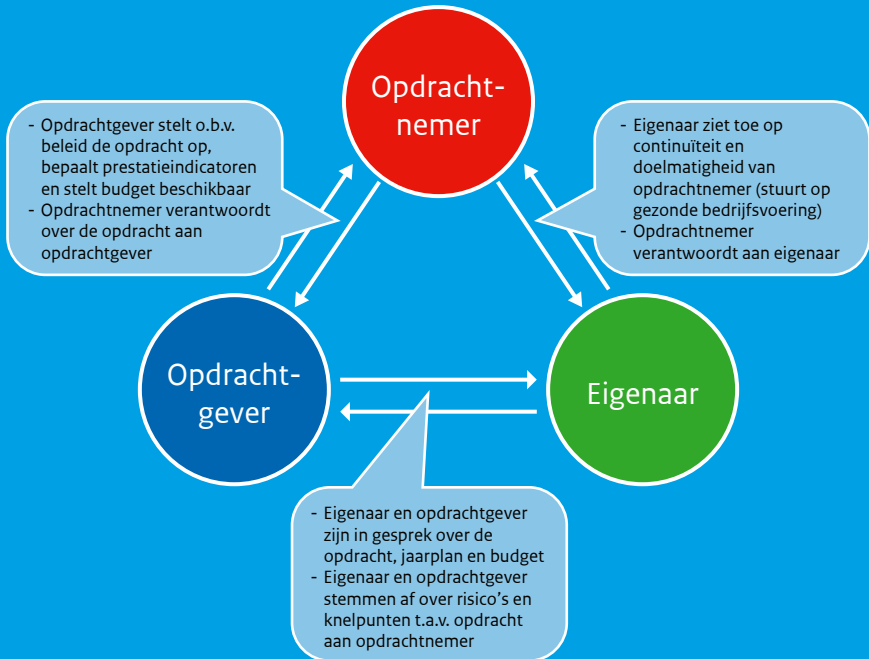 Opdracht-
nemer
- Opdrachtgever stelt o.b.v.
beleid de opdracht op,
bepaalt prestatieindicatoren
en stelt budget beschikbaar
- Opdrachtnemer verantwoordt
over de opdracht aan
opdrachtgever
- Eigenaar ziet toe op
continuïteit en
doelmatigheid van
opdrachtnemer (stuurt op
gezonde bedrijfsvoering)
- Opdrachtnemer
verantwoordt aan eigenaar
Opdracht-
gever
Eigenaar
- Eigenaar en opdrachtgever
zijn in gesprek over de
opdracht, jaarplan en budget
- Eigenaar en opdrachtgever
stemmen af over risico’s en
knelpunten t.a.v. opdracht
aan opdrachtnemer